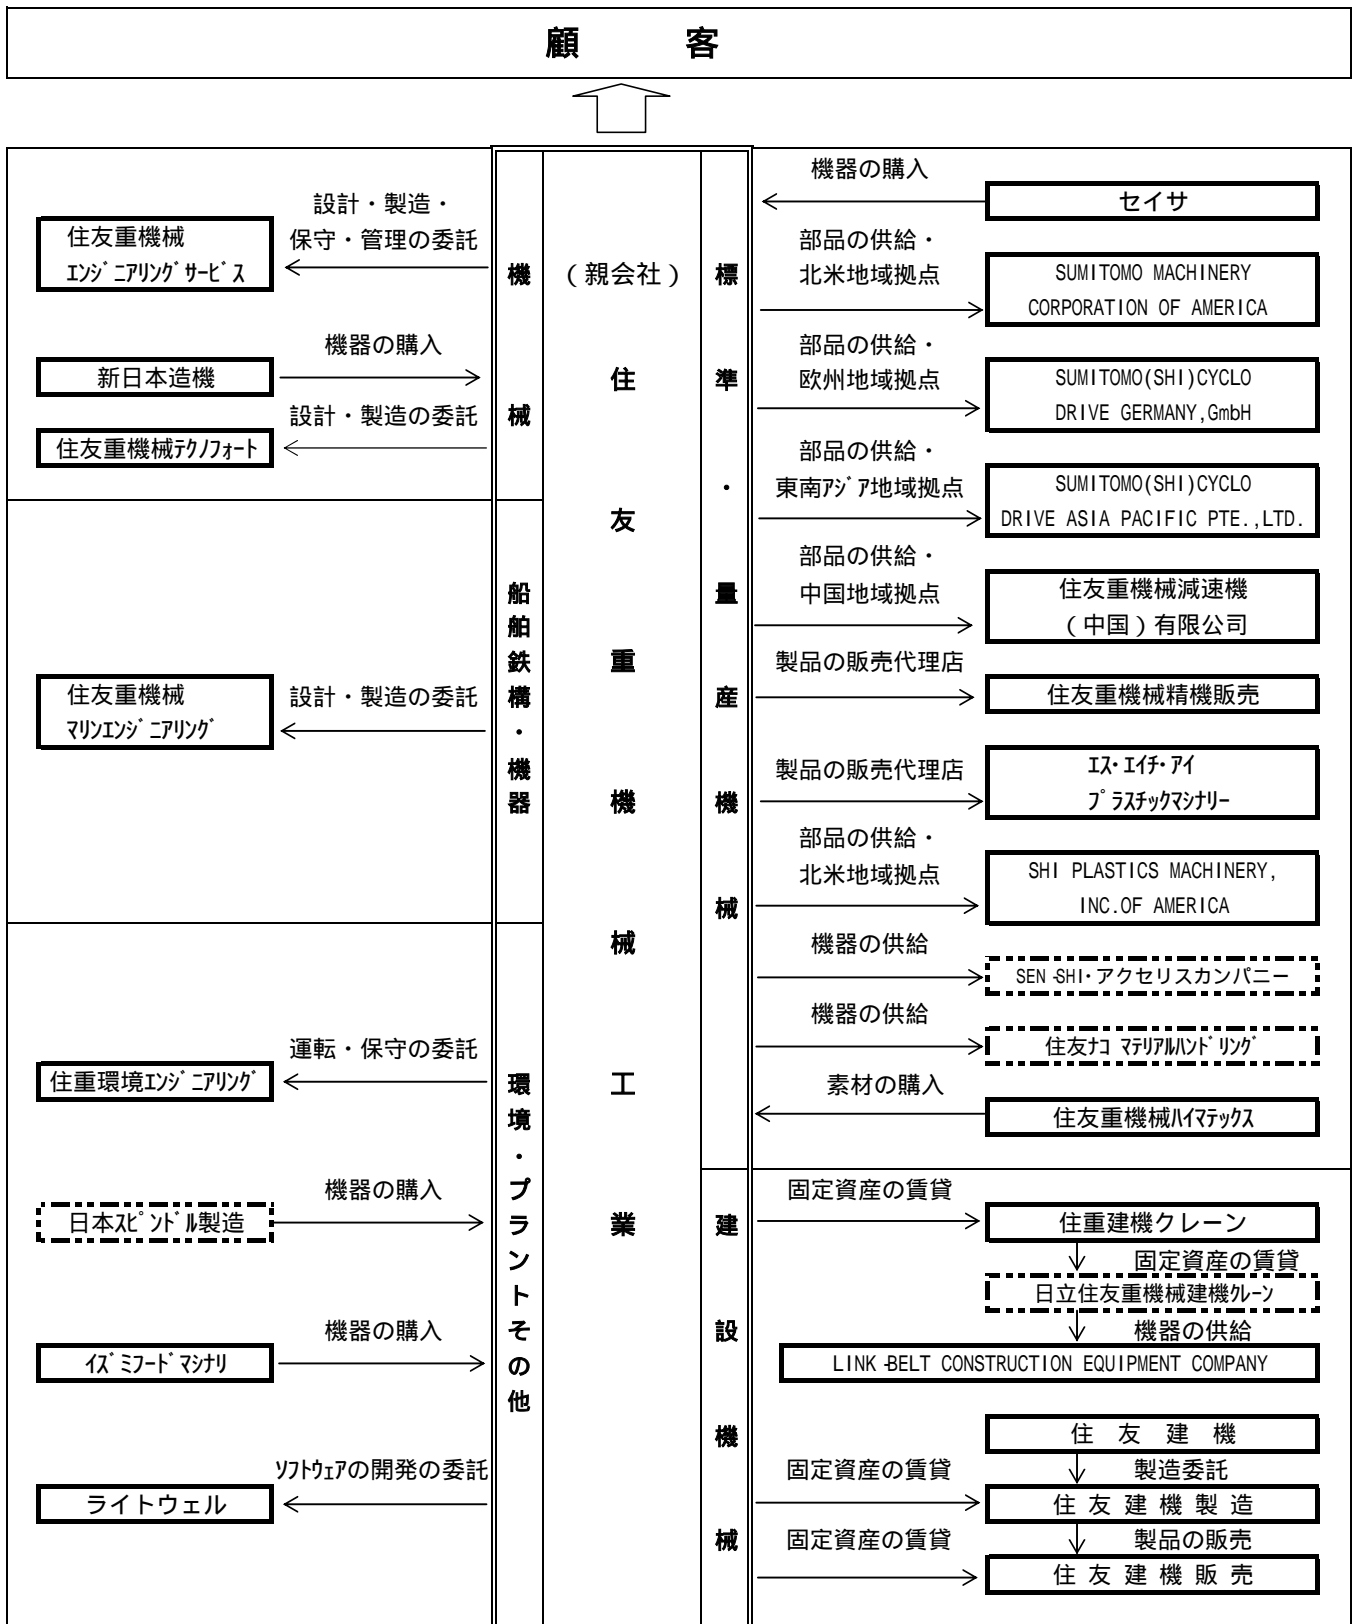 顧　客
設計・製造・
保守・管理の委託
住友重機械
エンジニアリングサービス
機器の購入
新日本造機
設計・製造の委託
住友重機械テクノフォート
機械
設計・製造の委託
住友重機械
マリンエンジニアリング
船舶鉄構・機器
運転・保守の委託
住重環境エンジニアリング
機器の購入
日本スピンドル製造
機器の購入
イズミフードマシナリ
ソフトウェアの開発の委託
ライトウェル
環境・プラントその他
(親会社)
住友重機械工業
標準・量産機械
機器の購入
セイサ
部品の供給・
北米地域拠点
SUMITOMO MACHINERY
CORPORATION OF AMERICA
部品の供給・
欧州地域拠点
SUMITOMO(SHI)CYCLO
DRIVE GERMANY,GmbH
部品の供給・
東南アジア地域拠点
SUMITOMO(SHI)CYCLO
DRIVE ASIA PACIFIC PTE.,LTD.
部品の供給・
中国地域拠点
住友重機械減速機
(中国)有限公司
製品の販売代理店
住友重機械精機販売
製品の販売代理店
エス・エイチ・アイ
プラスチックマシナリー
部品の供給・
北米地域拠点
SHI PLASTICS MACHINERY,
INC.OF AMERICA
機器の供給
SEN-SHI・アクセリスカンパニー
機器の供給
住友ナコ マテリアルハンドリング
素材の購入
住友重機械ハイマテックス
建設機械
固定資産の賃貸
住重建機クレーン
固定資産の賃貸
日立住友重機械建機クレーン
機器の供給
LINK-BELT CONSTRUCTION EQUIPMENT COMPANY
住友建機
製造委託
固定資産の賃貸
住友建機製造
製品の販売
固定資産の賃貸
住友建機販売